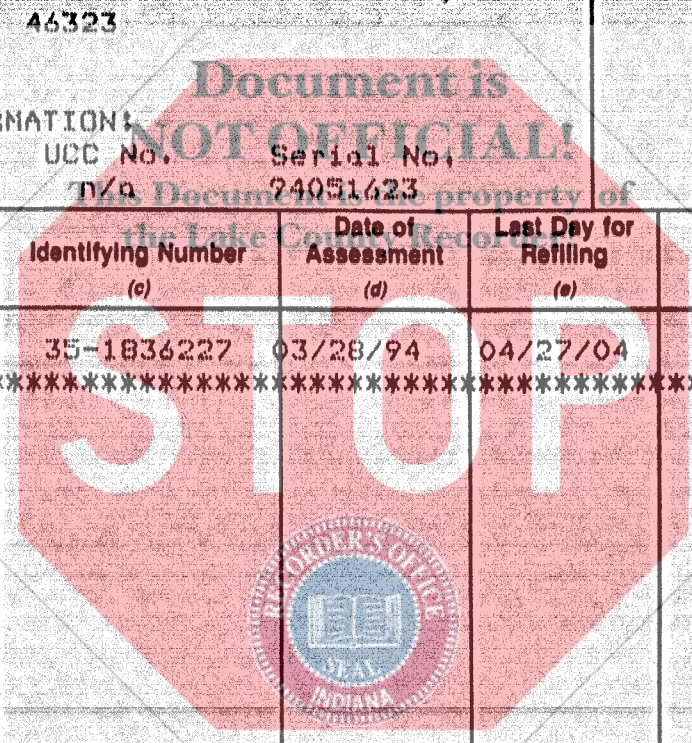 46323
Document is
RMATION:
NOT OFFICIAL!
UCC No. Serial No.
n/a 94051623
This Document is the property of
the Lake County Recorder!
Identifying Number Date of Assessment Last Day for Refiling
(c) (d) (e)
35-1836227 03/28/94 04/27/04
****************************************
STOP
RECORDER'S OFFICE
SEAL
INDIANA